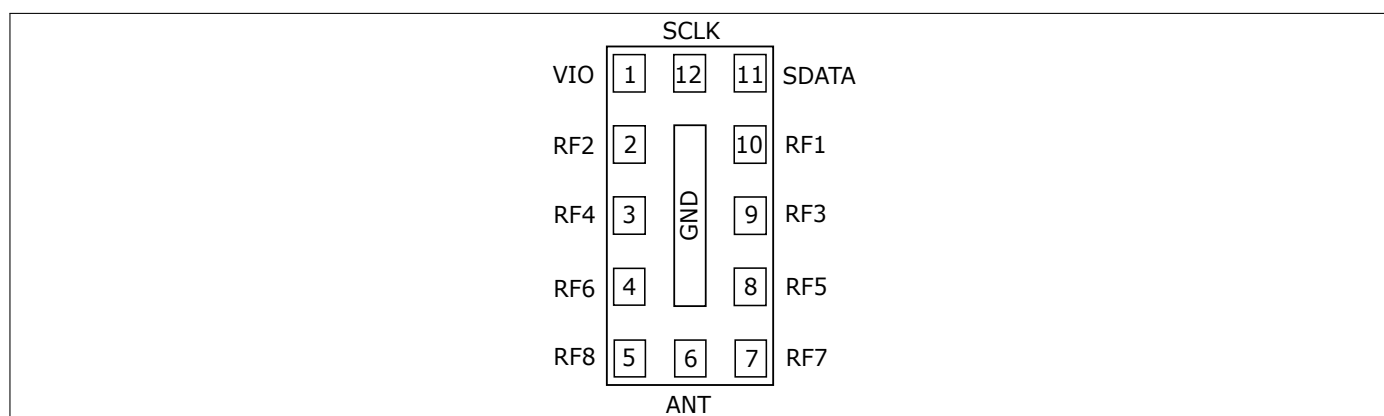 SCLK
VIO 1 12 11 SDATA
RF2 2 10 RF1
RF4 3 GND 9 RF3
RF6 4 8 RF5
RF8 5 6 7 RF7
ANT